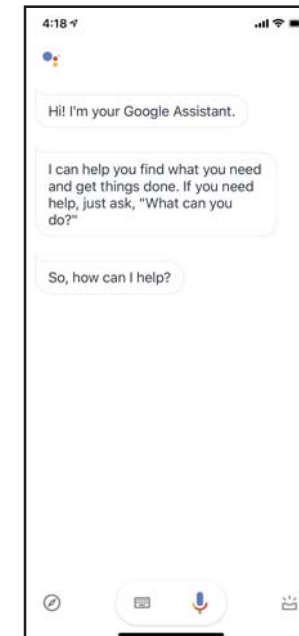 4:18
Hi! I'm your Google Assistant.
I can help you find what you need
and get things done. If you need
help, just ask, "What can you
do?"
So, how can I help?